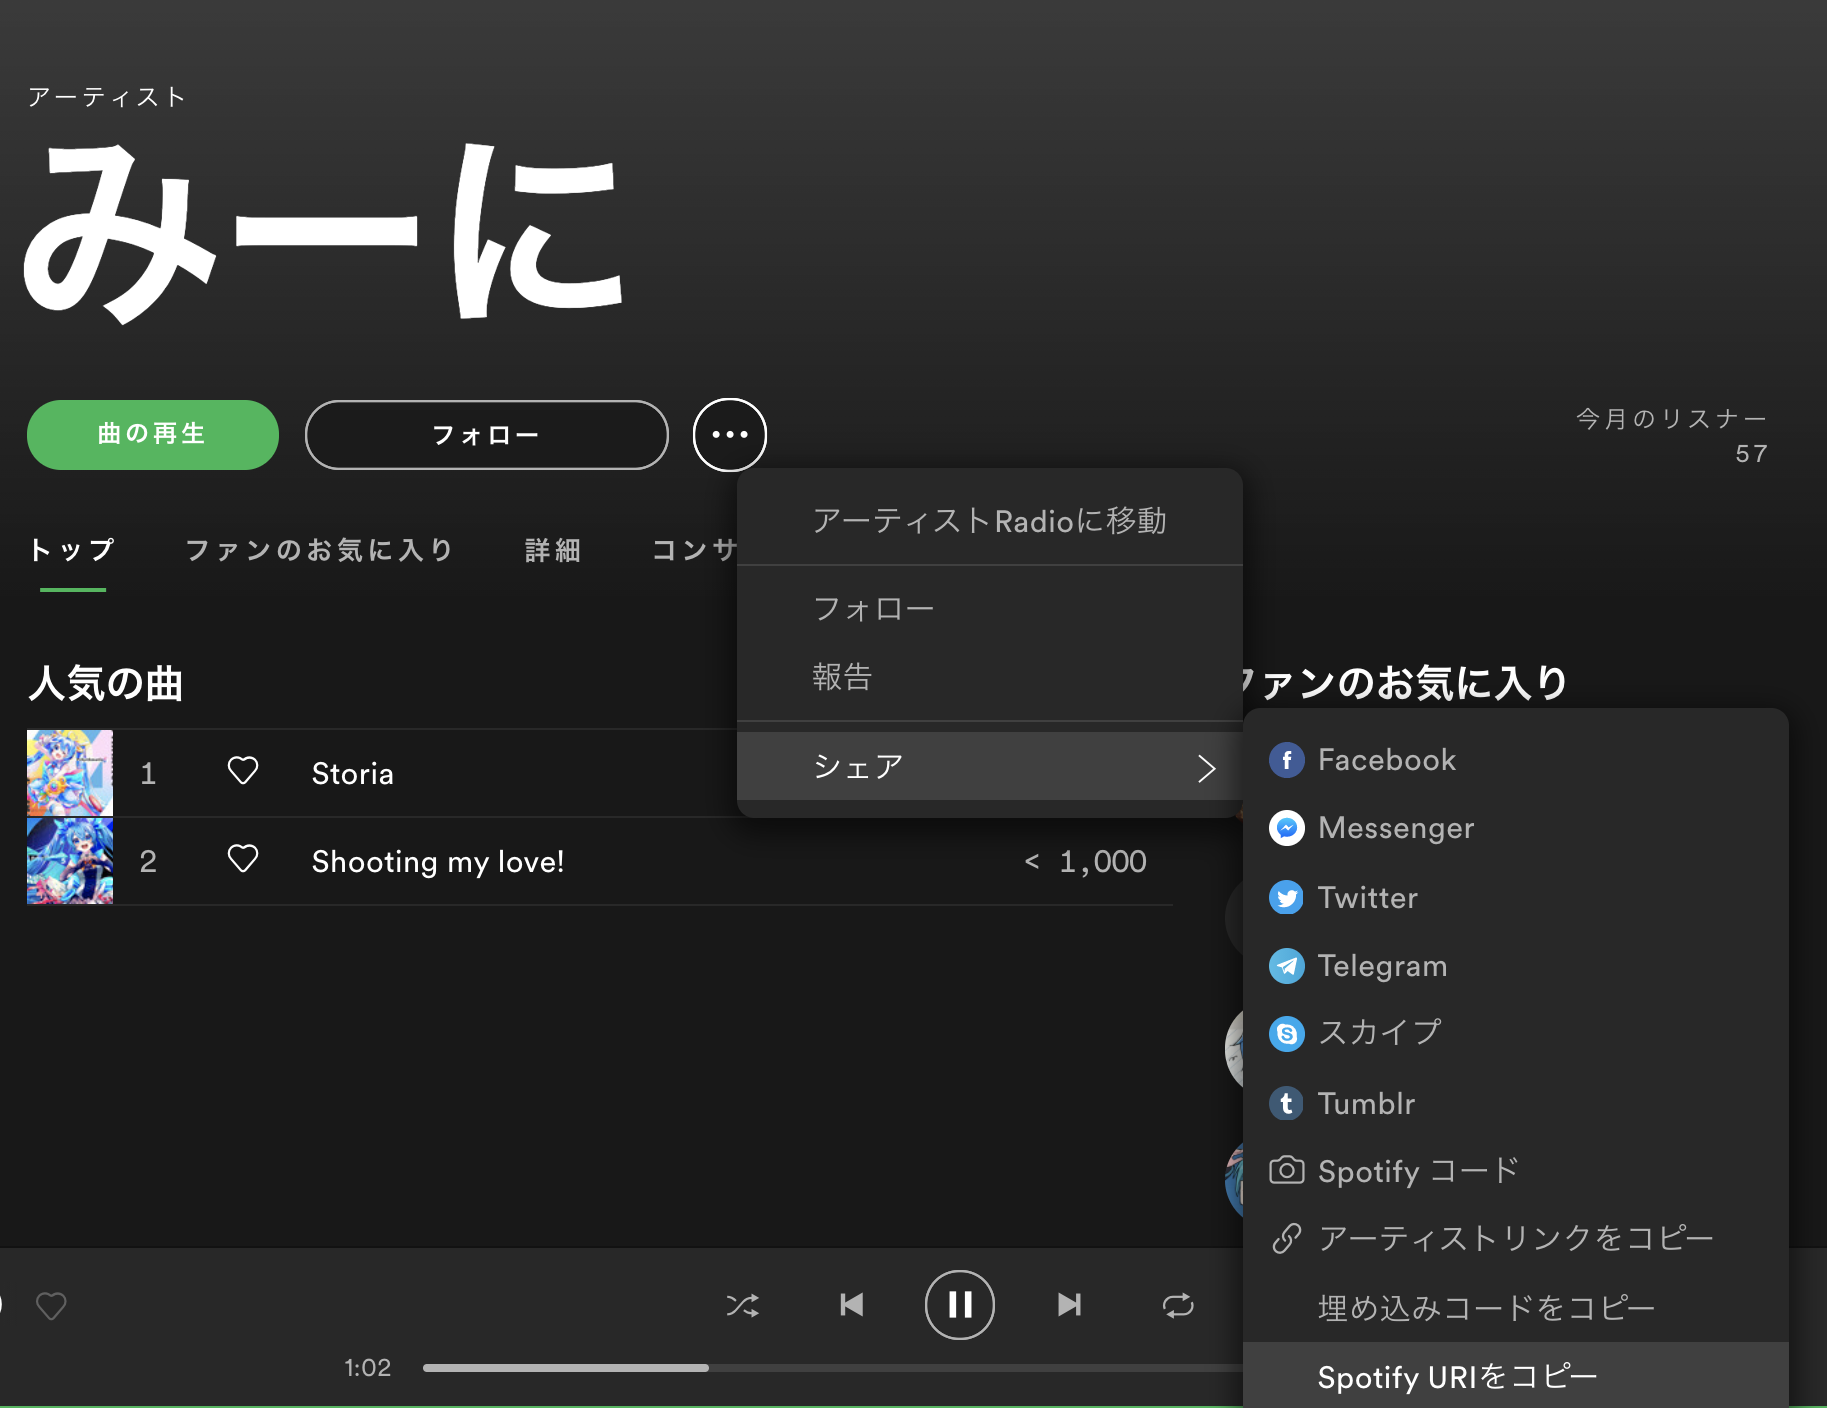 アーティスト
みーに
曲の再生
フォロー
今月のリスナー
57
トップ
ファンのお気に入り
詳細
コンサ
人気の曲
1
Storia
2
Shooting my love!
< 1,000
アーティストRadioに移動
フォロー
報告
シェア
ファンのお気に入り
Facebook
Messenger
Twitter
Telegram
スカイプ
Tumblr
Spotify コード
アーティストリンクをコピー
埋め込みコードをコピー
Spotify URIをコピー
1:02